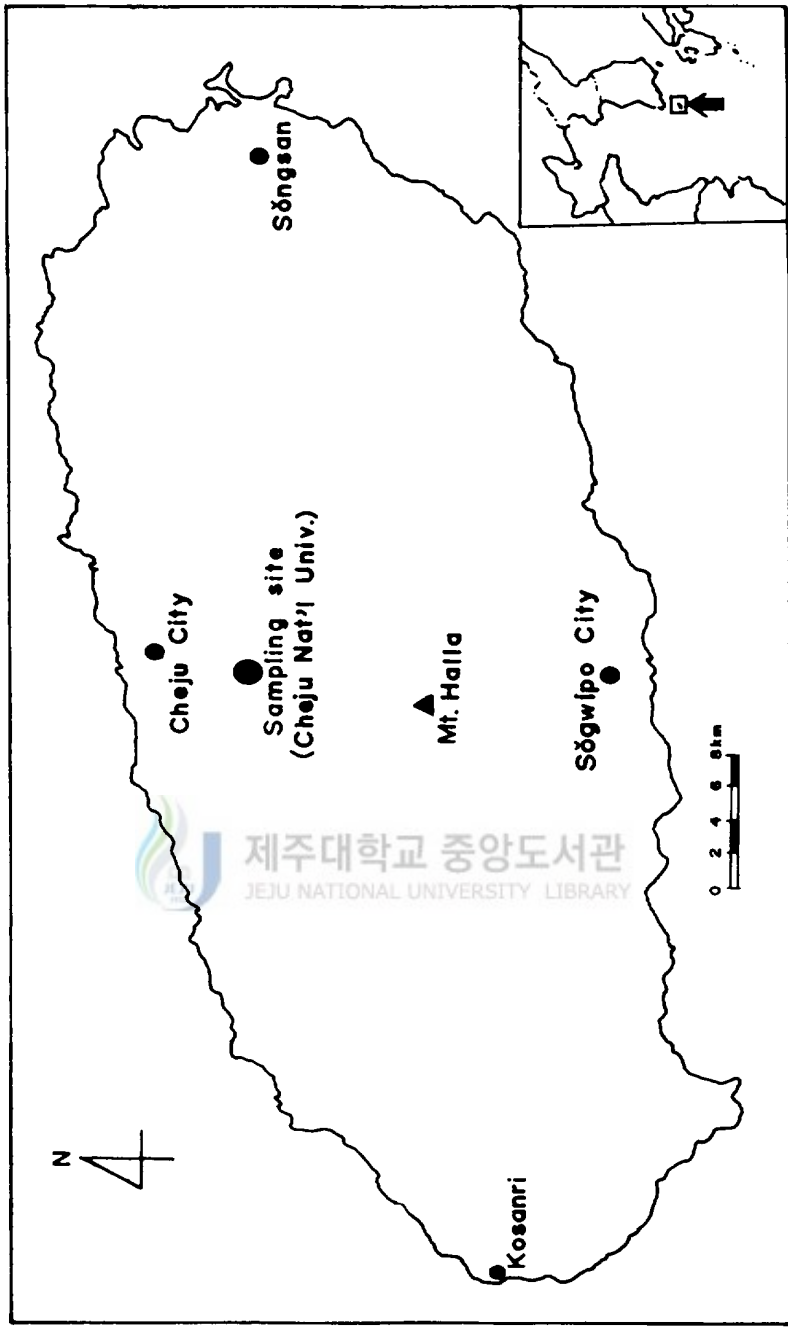 N
Cheju City
Sampling site
(Cheju Nat'l Univ.)
Sŏngsan
Mt. Halla
Kosanri
Sŏgwipo City
0 2 4 6 8km
제주대학교 중앙도서관
JEJU NATIONAL UNIVERSITY LIBRARY